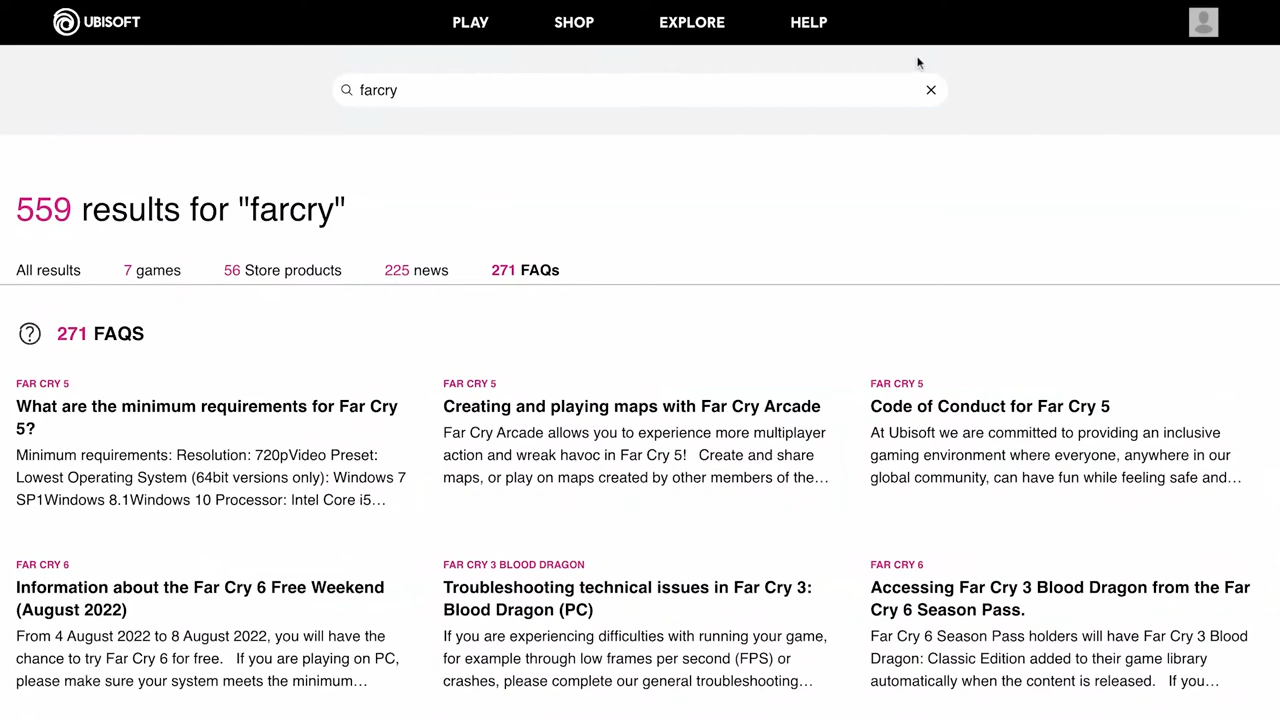 UBISOFT
PLAY SHOP EXPLORE HELP
farcry
559 results for "farcry"
All results 7 games 56 Store products 225 news 271 FAQs
271 FAQS
FAR CRY 5
What are the minimum requirements for Far Cry
5?
Minimum requirements: Resolution: 720pVideo Preset:
Lowest Operating System (64bit versions only): Windows 7
SP1Windows 8.1Windows 10 Processor: Intel Core i5…
FAR CRY 5
Creating and playing maps with Far Cry Arcade
Far Cry Arcade allows you to experience more multiplayer
action and wreak havoc in Far Cry 5! Create and share
maps, or play on maps created by other members of the…
FAR CRY 5
Code of Conduct for Far Cry 5
At Ubisoft we are committed to providing an inclusive
gaming environment where everyone, anywhere in our
global community, can have fun while feeling safe and…
FAR CRY 6
Information about the Far Cry 6 Free Weekend
(August 2022)
From 4 August 2022 to 8 August 2022, you will have the
chance to try Far Cry 6 for free. If you are playing on PC,
please make sure your system meets the minimum…
FAR CRY 3 BLOOD DRAGON
Troubleshooting technical issues in Far Cry 3:
Blood Dragon (PC)
If you are experiencing difficulties with running your game,
for example through low frames per second (FPS) or
crashes, please complete our general troubleshooting…
FAR CRY 6
Accessing Far Cry 3 Blood Dragon from the Far
Cry 6 Season Pass.
Far Cry 6 Season Pass holders will have Far Cry 3 Blood
Dragon: Classic Edition added to their game library
automatically when the content is released. If you…